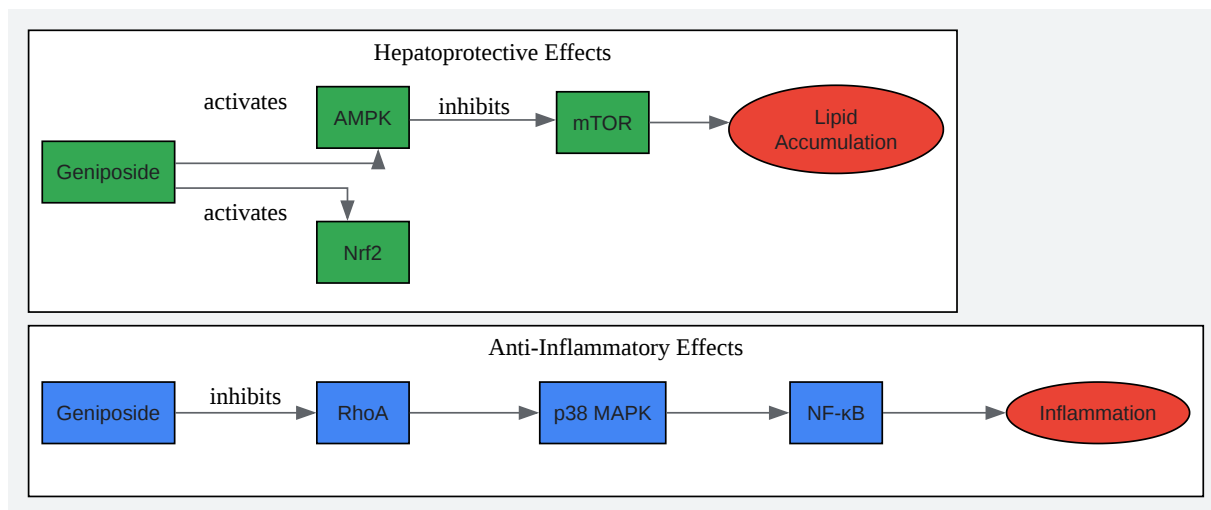 Hepatoprotective Effects
activates
AMPK
inhibits
mTOR
Lipid
Accumulation
Geniposide
activates
Nrf2
Anti-Inflammatory Effects
Geniposide
inhibits
RhoA
p38 MAPK
NF-κB
Inflammation